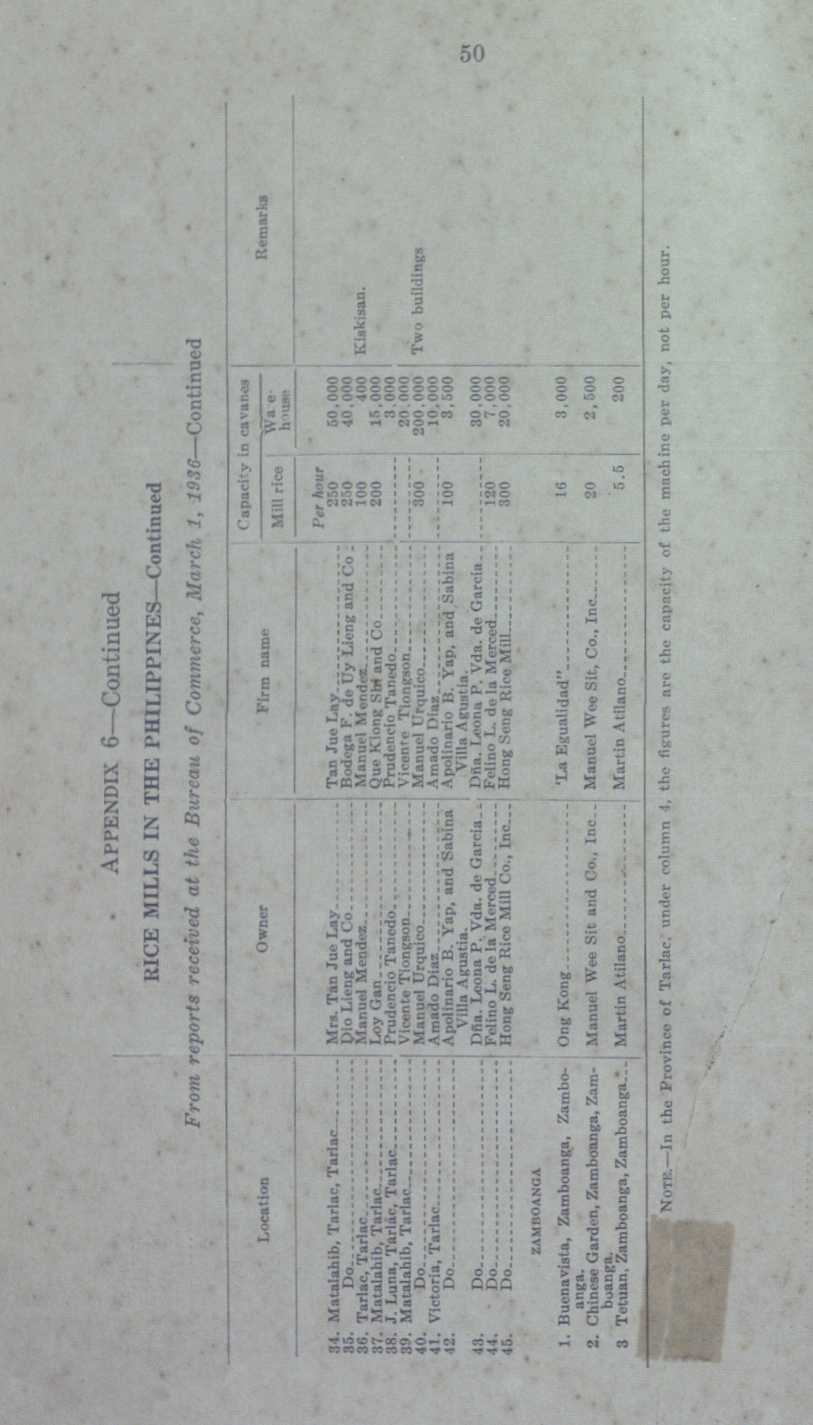 50
APPENDIX 6—Continued
RICE MILLS IN THE PHILIPPINES—Continued
From reports received at the Bureau of Commerce, March 1, 1936—Continued
Location Owner Firm name Capacity in cavanes Remarks
Mill rice Wa e-
house
Per hour
34. Matalahib, Tarlac, Tarlac Mrs. Tan Jue Lay Tan Jue Lay 250 50,000
35. Do Dio Lieng and Co Bodega F. de Uy Lieng and Co 250 40,000
36. Tarlac, Tarlac Manuel Mendez Manuel Mendez 100 400 Kiskisan.
37. Matalahib, Tarlac Loy Gan Que Kiong Shi and Co 200 15,000
38. J. Luna, Tarlac, Tarlac Prudencio Tanedo Prudencio Tanedo 3,000
39. Matalahib, Tarlac Vicente Tiongson Vicente Tiongson 20,000
40. Do Manuel Urquico Manuel Urquico 300 200,000 Two buildings
41. Victoria, Tarlac Amado Diaz Amado Diaz 10,000
42. Do Apolinario B. Yap, and Sabina Apolinario B. Yap, and Sabina 100 3,500
Villa Agustia. Villa Agustia.
43. Do Dña. Leona P. Vda. de Garcia Dña. Leona P. Vda. de Garcia 30,000
44. Do Felino L. de la Merced Felino L. de la Merced 120 7,000
45. Do Hong Seng Rice Mill Co., Inc. Hong Seng Rice Mill 300 20,000
ZAMBOANGA
1. Buenavista, Zamboanga, Zambo- Ong Kong 'La Egualidad" 16 3,000
anga.
2. Chinese Garden, Zamboanga, Zam- Manuel Wee Sit and Co., Inc. Manuel Wee Sit, Co., Inc. 20 2,500
boanga.
3 Tetuan, Zamboanga, Zamboanga. Martin Atilano Martin Atilano 5.5 200
NOTE.—In the Province of Tarlac, under column 4, the figures are the capacity of the machine per day, not per hour.